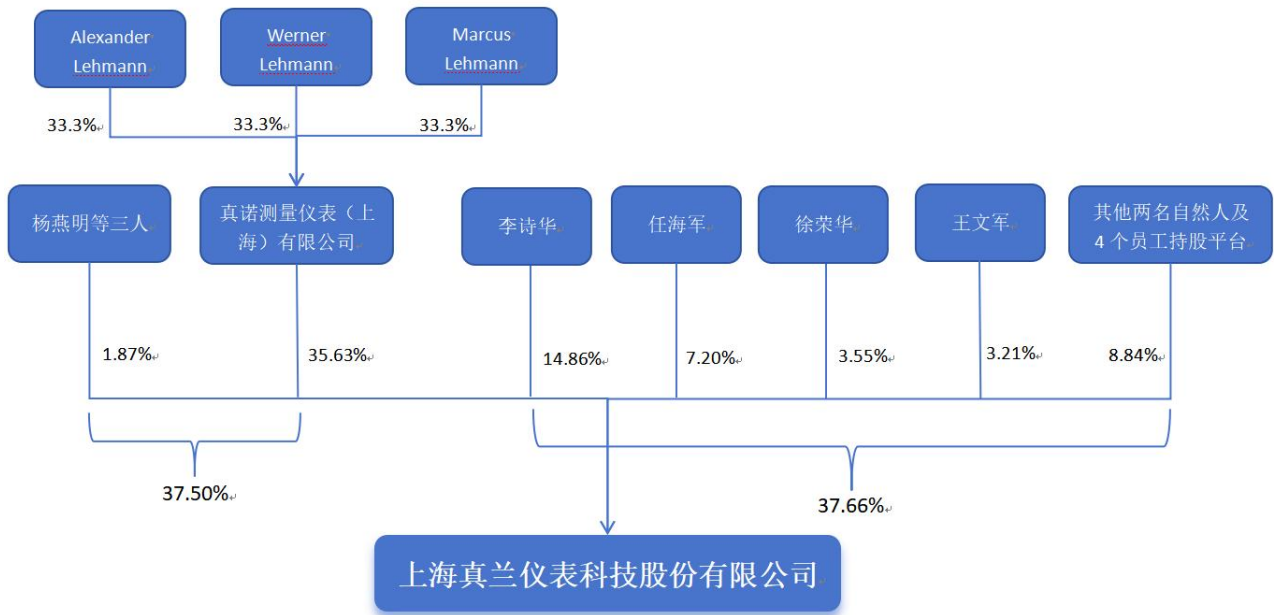 Alexander
Lehmann
Werner
Lehmann
Marcus
Lehmann
33.3%
33.3%
33.3%
杨燕明等三人
真诺测量仪表（上
海）有限公司
李诗华
任海军
徐荣华
王文军
其他两名自然人及
4 个员工持股平台
1.87%
35.63%
14.86%
7.20%
3.55%
3.21%
8.84%
37.50%
37.66%
上海真兰仪表科技股份有限公司